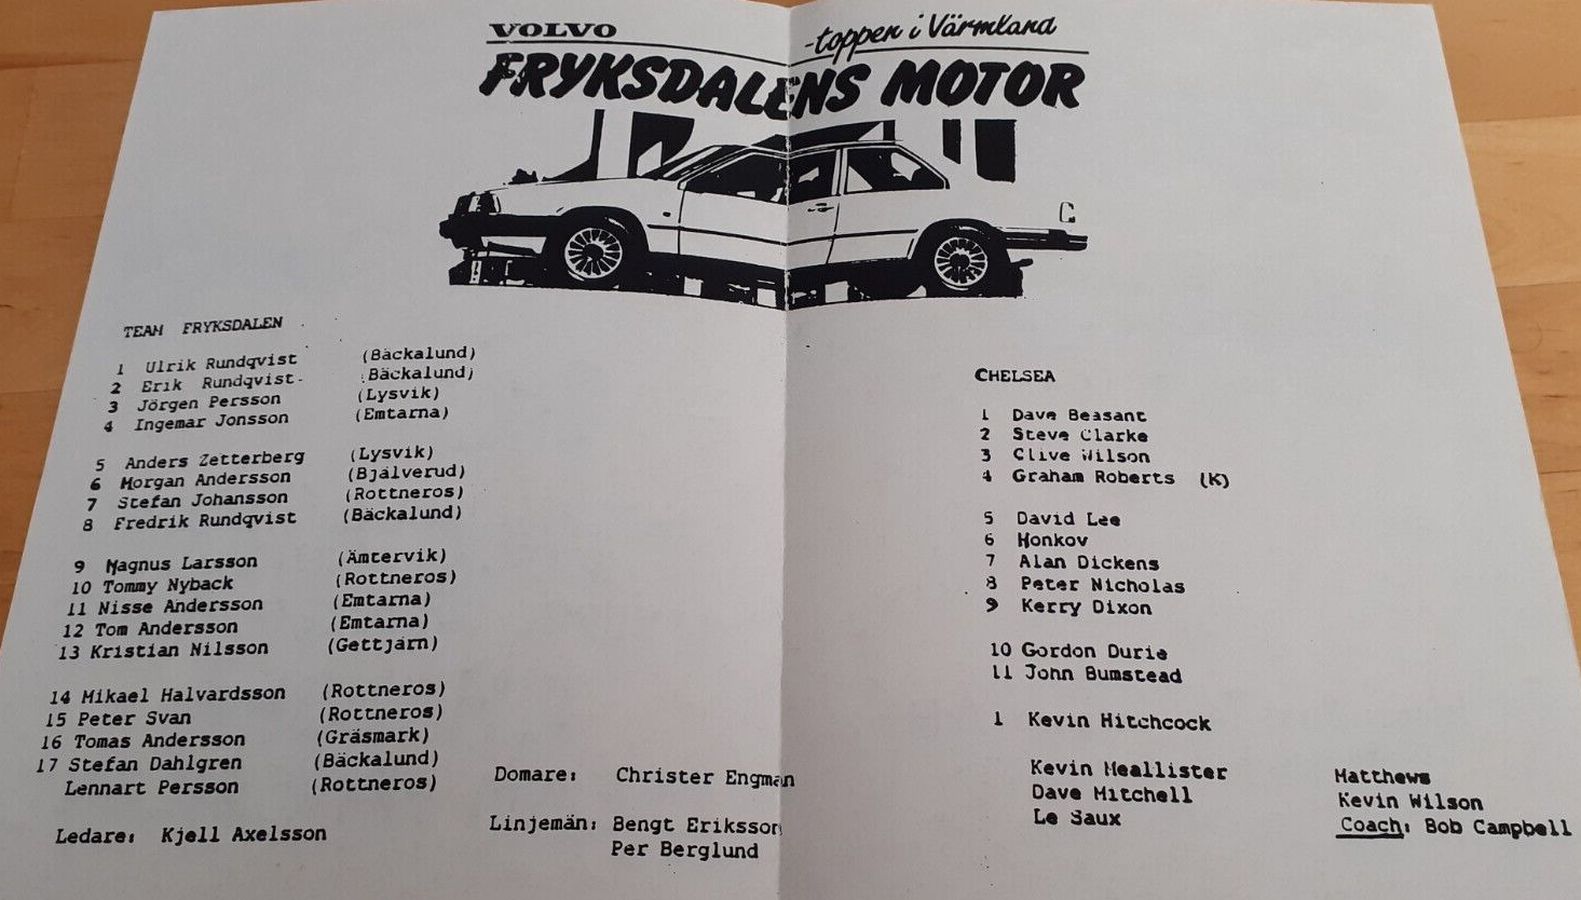 VOLVO
-toppen i Värmland
FRYKSDALENS MOTOR
TEAM FRYKSDALEN
1 Ulrik Rundqvist (Bäckalund)
2 Erik Rundqvist (Bäckalund)
3 Jörgen Persson (Lysvik)
4 Ingemar Jonsson (Emtarna)
5 Anders Zetterberg (Lysvik)
6 Morgan Andersson (Bjälverud)
7 Stefan Johansson (Rottneros)
8 Fredrik Rundqvist (Bäckalund)
9 Magnus Larsson (Ämtervik)
10 Tommy Nyback (Rottneros)
11 Nisse Andersson (Emtarna)
12 Tom Andersson (Emtarna)
13 Kristian Nilsson (Gettjärn)
14 Mikael Halvardsson (Rottneros)
15 Peter Svan (Rottneros)
16 Tomas Andersson (Gräsmark)
17 Stefan Dahlgren (Bäckalund)
Lennart Persson (Rottneros)
Ledare: Kjell Axelsson
Domare: Christer Engman
Linjemän: Bengt Eriksson
Per Berglund
CHELSEA
1 Dave Beasant
2 Steve Clarke
3 Clive Wilson
4 Graham Roberts (K)
5 David Lee
6 Monkov
7 Alan Dickens
8 Peter Nicholas
9 Kerry Dixon
10 Gordon Durie
11 John Bumstead
1 Kevin Hitchcock
Kevin Meallister
Dave Mitchell
Le Saux
Matthews
Kevin Wilson
Coach: Bob Campbell